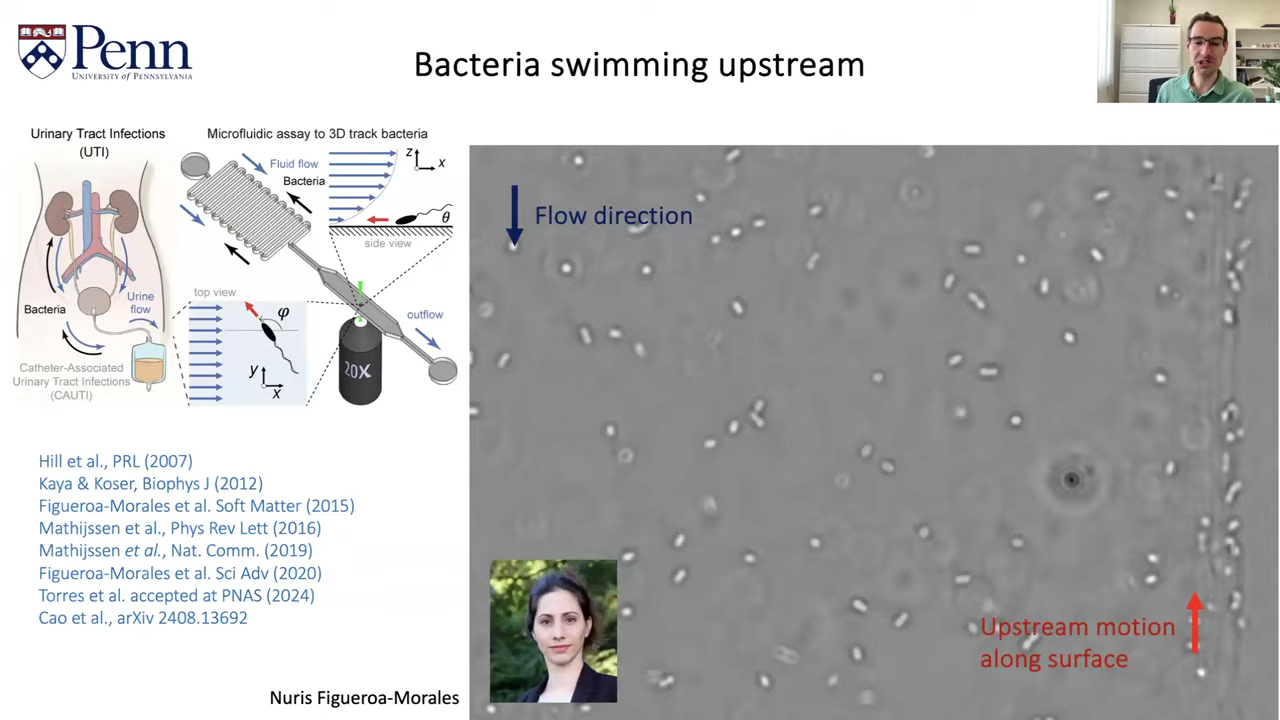 Penn
UNIVERSITY of PENNSYLVANIA
Bacteria swimming upstream
Urinary Tract Infections
(UTI)
Bacteria
Urine
flow
Catheter-Associated
Urinary Tract Infections
(CAUTI)
Microfluidic assay to 3D track bacteria
Fluid flow
Bacteria
z
x
θ
side view
top view
φ
y
x
20X
outflow
Hill et al., PRL (2007)
Kaya & Koser, Biophys J (2012)
Figueroa-Morales et al. Soft Matter (2015)
Mathijssen et al., Phys Rev Lett (2016)
Mathijssen et al., Nat. Comm. (2019)
Figueroa-Morales et al. Sci Adv (2020)
Torres et al. accepted at PNAS (2024)
Cao et al., arXiv 2408.13692
Nuris Figueroa-Morales
Flow direction
Upstream motion
along surface